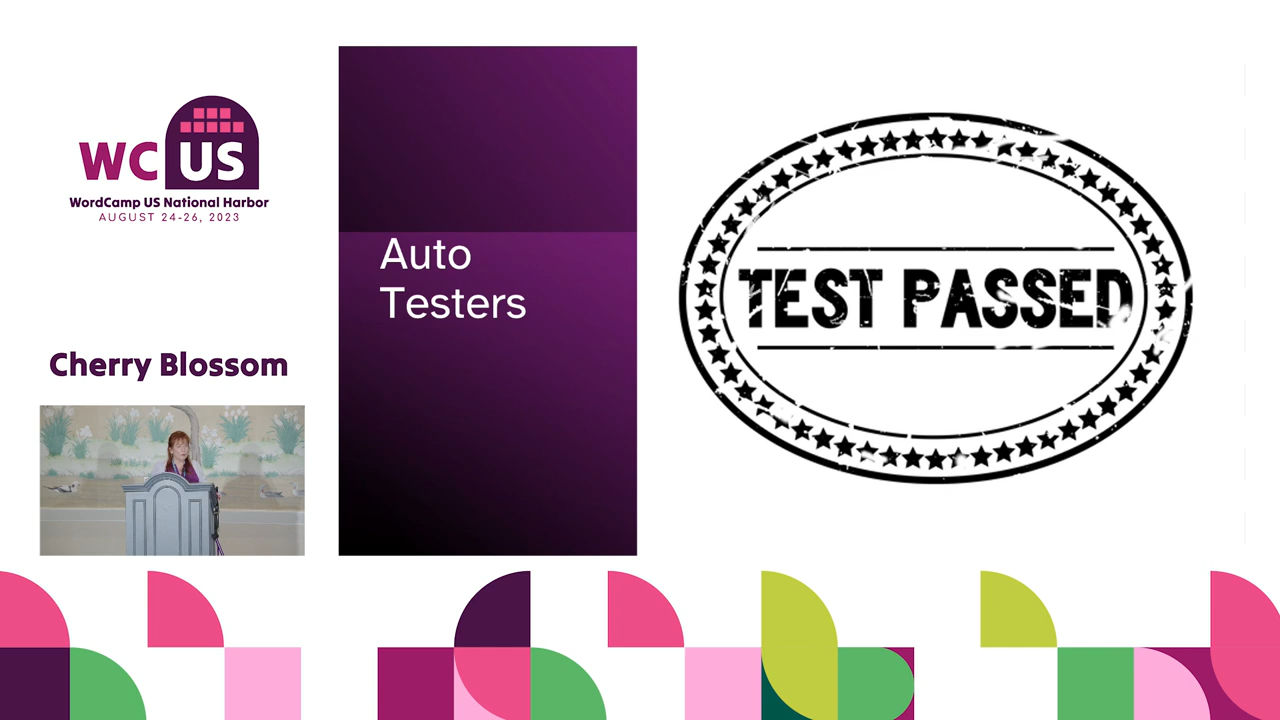 WC US
WordCamp US National Harbor
AUGUST 24-26, 2023
Cherry Blossom
Auto
Testers
TEST PASSED